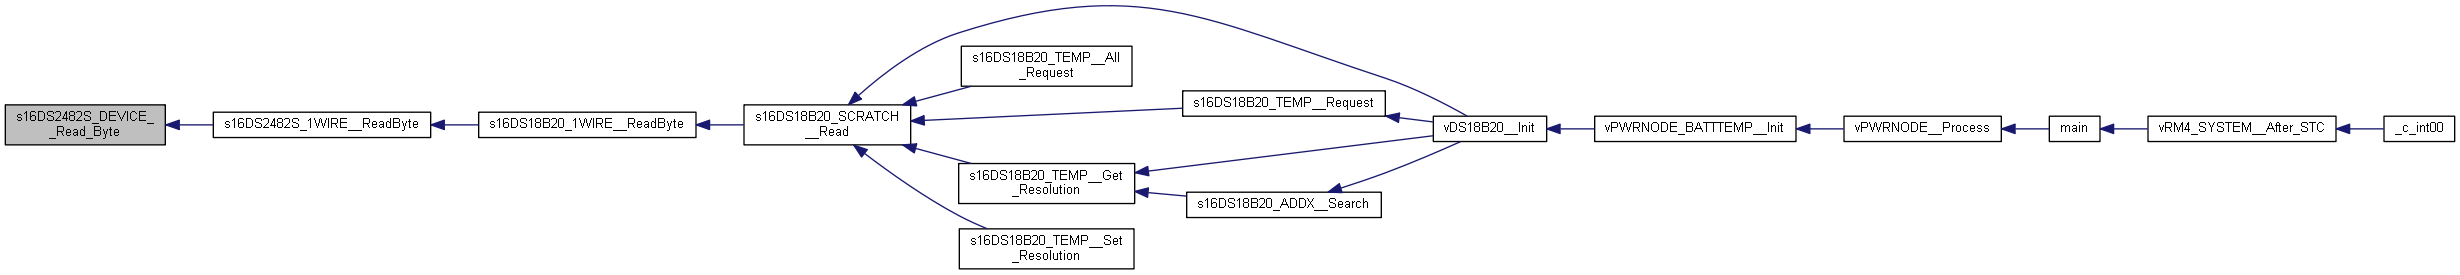 s16DS2482S_DEVICE_
_Read_Byte
s16DS2482S_1WIRE__ReadByte
s16DS18B20_1WIRE__ReadByte
s16DS18B20_SCRATCH
__Read
s16DS18B20_TEMP__All
_Request
s16DS18B20_TEMP__Request
s16DS18B20_TEMP__Get
_Resolution
s16DS18B20_ADDX__Search
s16DS18B20_TEMP__Set
_Resolution
vDS18B20__Init
vPWRNODE_BATTTEMP__Init
vPWRNODE__Process
main
vRM4_SYSTEM__After_STC
_c_int00